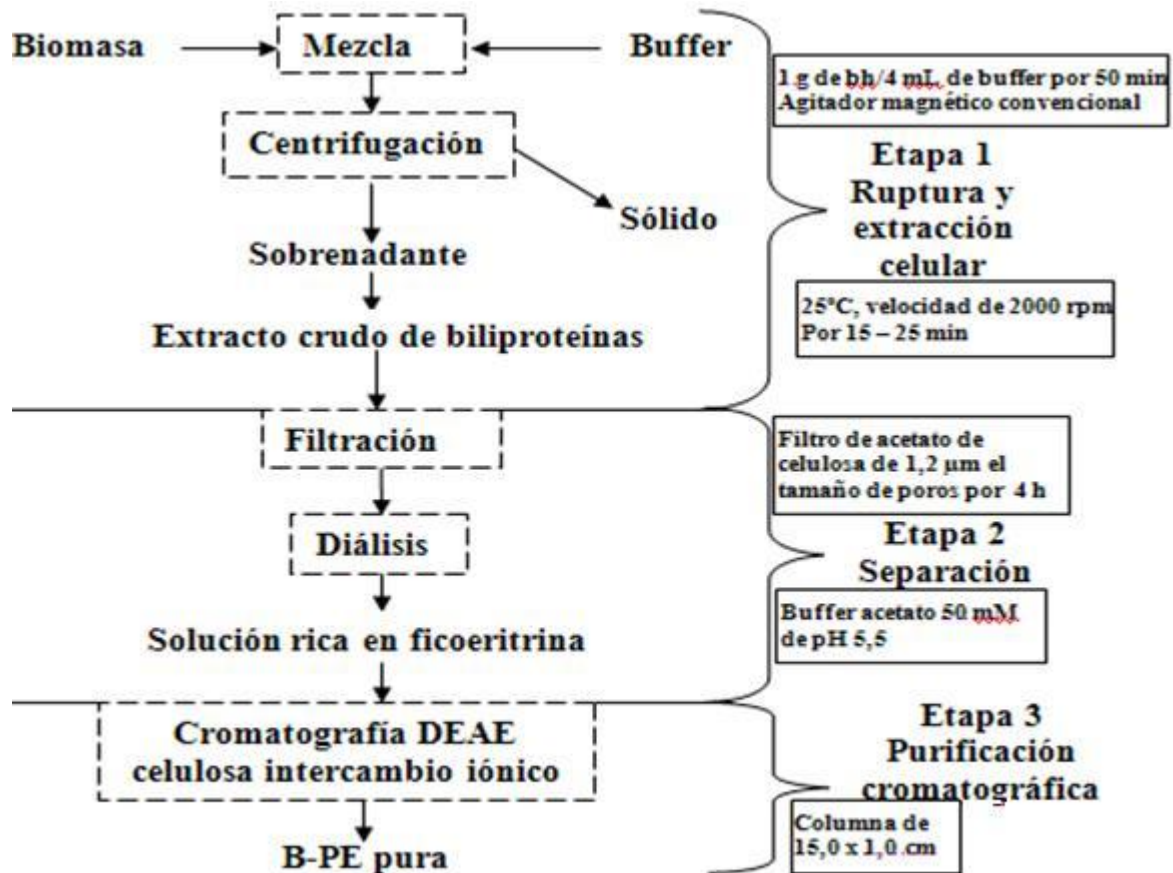 Biomasa
Mezcla
Buffer
1 g de bh/4 mL de buffer por 50 min
Agitador magnético convencional
Centrifugación
Sólido
Etapa 1
Ruptura y
extracción
celular
Sobrenadante
25°C, velocidad de 2000 rpm
Por 15 – 25 min
Extracto crudo de biliproteínas
Filtración
Filtro de acetato de
celulosa de 1,2 µm el
tamaño de poros por 4 h
Diálisis
Etapa 2
Separación
Solución rica en ficoeritrina
Buffer acetato 50 mM
de pH 5,5
Cromatografía DEAE
celulosa intercambio iónico
Etapa 3
Purificación
cromatográfica
B-PE pura
Columna de
15,0 x 1,0 cm